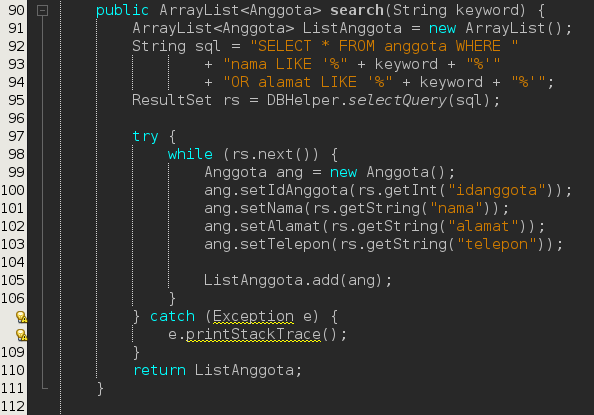 90 public ArrayList<Anggota> search(String keyword) {
91 ArrayList<Anggota> ListAnggota = new ArrayList();
92 String sql = "SELECT * FROM anggota WHERE "
93 + "nama LIKE '%" + keyword + "%'"
94 + "OR alamat LIKE '%" + keyword + "%'";
95 ResultSet rs = DBHelper.selectQuery(sql);
96
97 try {
98 while (rs.next()) {
99 Anggota ang = new Anggota();
100 ang.setIdAnggota(rs.getInt("idanggota"));
101 ang.setNama(rs.getString("nama"));
102 ang.setAlamat(rs.getString("alamat"));
103 ang.setTelepon(rs.getString("telepon"));
104
105 ListAnggota.add(ang);
106 }
} catch (Exception e) {
e.printStackTrace();
109 }
110 return ListAnggota;
111 }
112